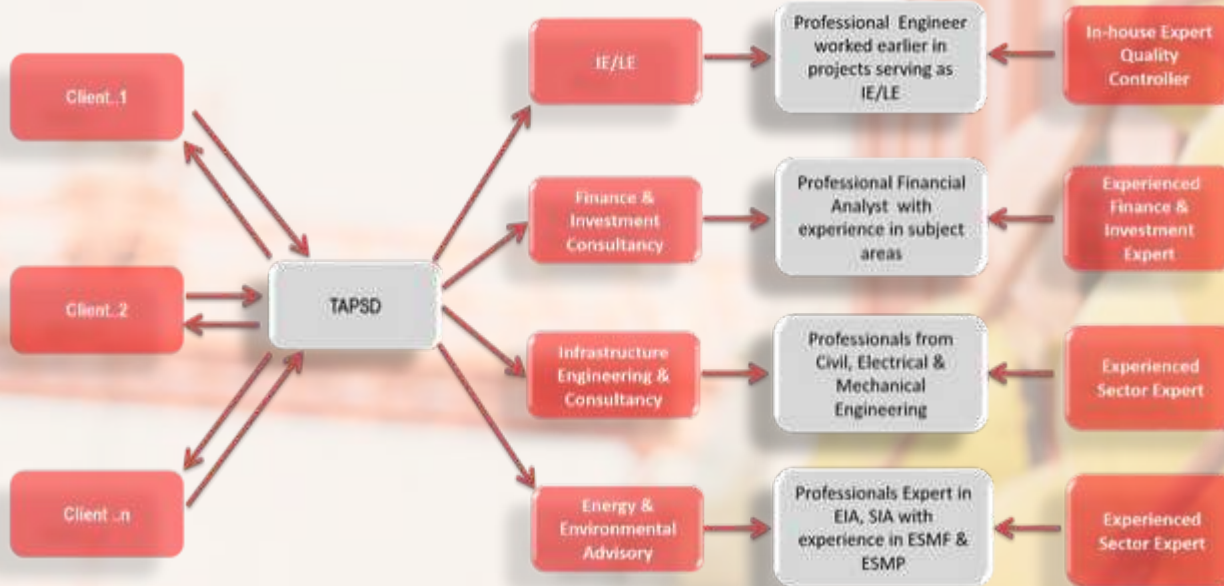 Client..1
Client..2
Client ..n
TAPSD
IE/LE
Finance &
Investment
Consultancy
Infrastructure
Engineering &
Consultancy
Energy &
Environmental
Advisory
Professional Engineer
worked earlier in
projects serving as
IE/LE
Professional Financial
Analyst with
experience in subject
areas
Professionals from
Civil, Electrical &
Mechanical
Engineering
Professionals Expert in
EIA, SIA with
experience in ESMF &
ESMP
In-house Expert
Quality
Controller
Experienced
Finance &
Investment
Expert
Experienced
Sector Expert
Experienced
Sector Expert